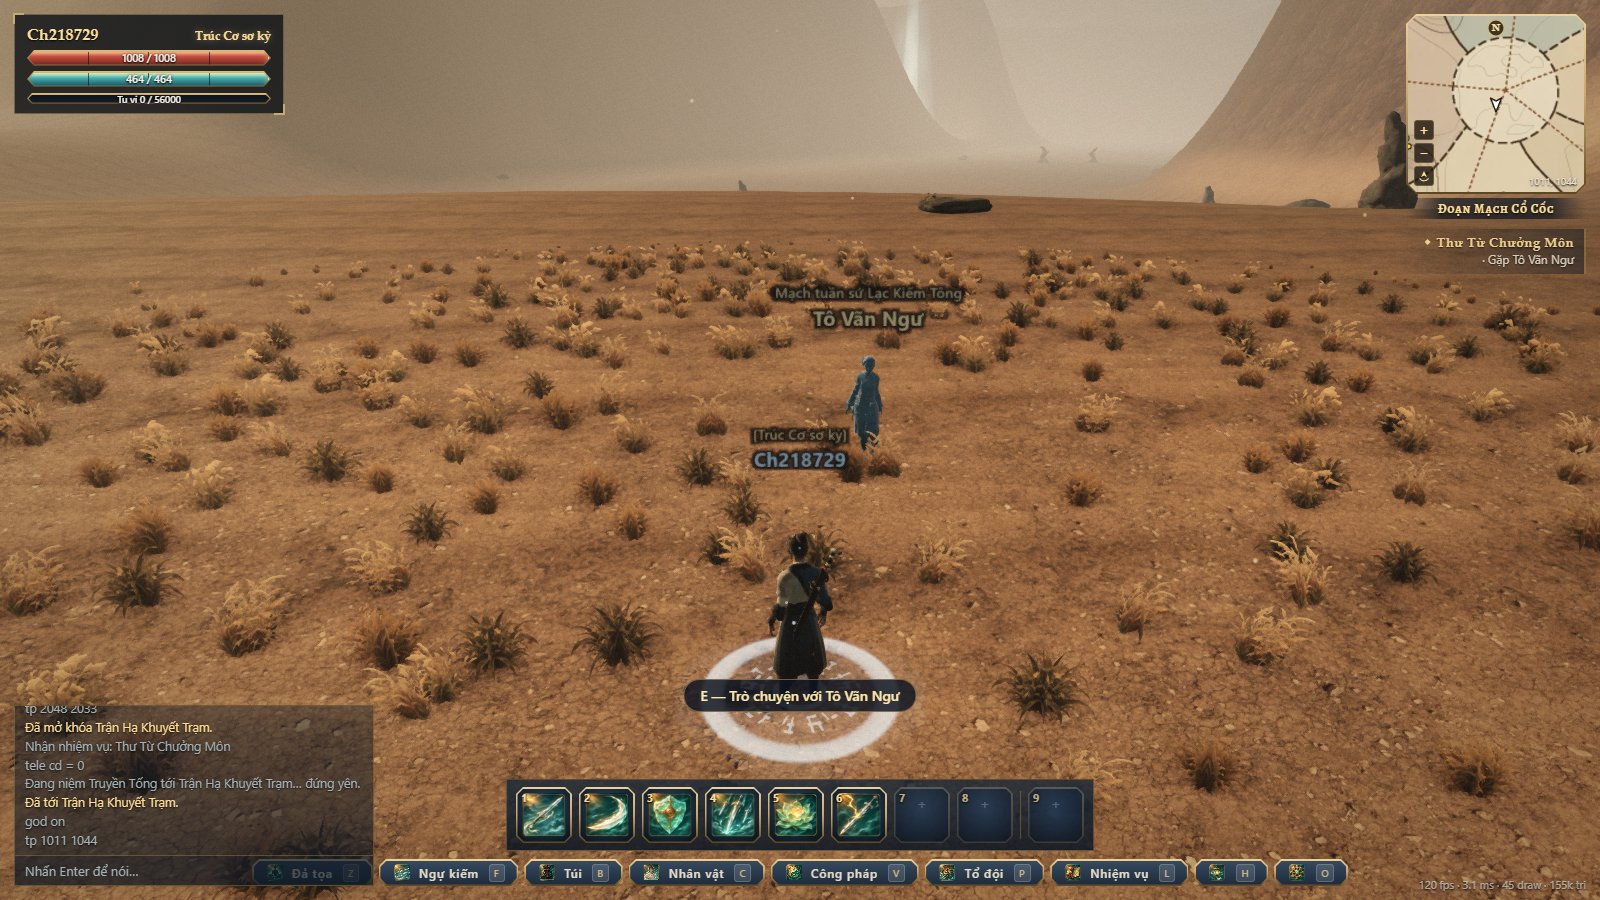 Ch218729
Trúc Cơ sơ kỳ
1008 / 1008
464 / 464
Tu vi 0 / 56000
N
+
−
1011, 1044
Đoạn Mạch Cổ Cốc
Thư Từ Chưởng Môn
· Gặp Tô Vãn Ngư
Mạch tuần sứ Lạc Kiếm Tông
Tô Vãn Ngư
[Trúc Cơ sơ kỳ]
Ch218729
E — Trò chuyện với Tô Vãn Ngư
tp 2048 2033
Đã mở khóa Trận Hạ Khuyết Trạm.
Nhận nhiệm vụ: Thư Từ Chưởng Môn
tele cd = 0
Đang niệm Truyền Tống tới Trận Hạ Khuyết Trạm... đứng yên.
Đã tới Trận Hạ Khuyết Trạm.
god on
tp 1011 1044
Nhấn Enter để nói...
1 2 3 4 5 6 7 + 8 + 9 +
Đả tọa Z Ngự kiếm F Túi B Nhân vật C Công pháp V Tổ đội P Nhiệm vụ L H O
120 fps · 3.1 ms · 45 draw · 155k tri